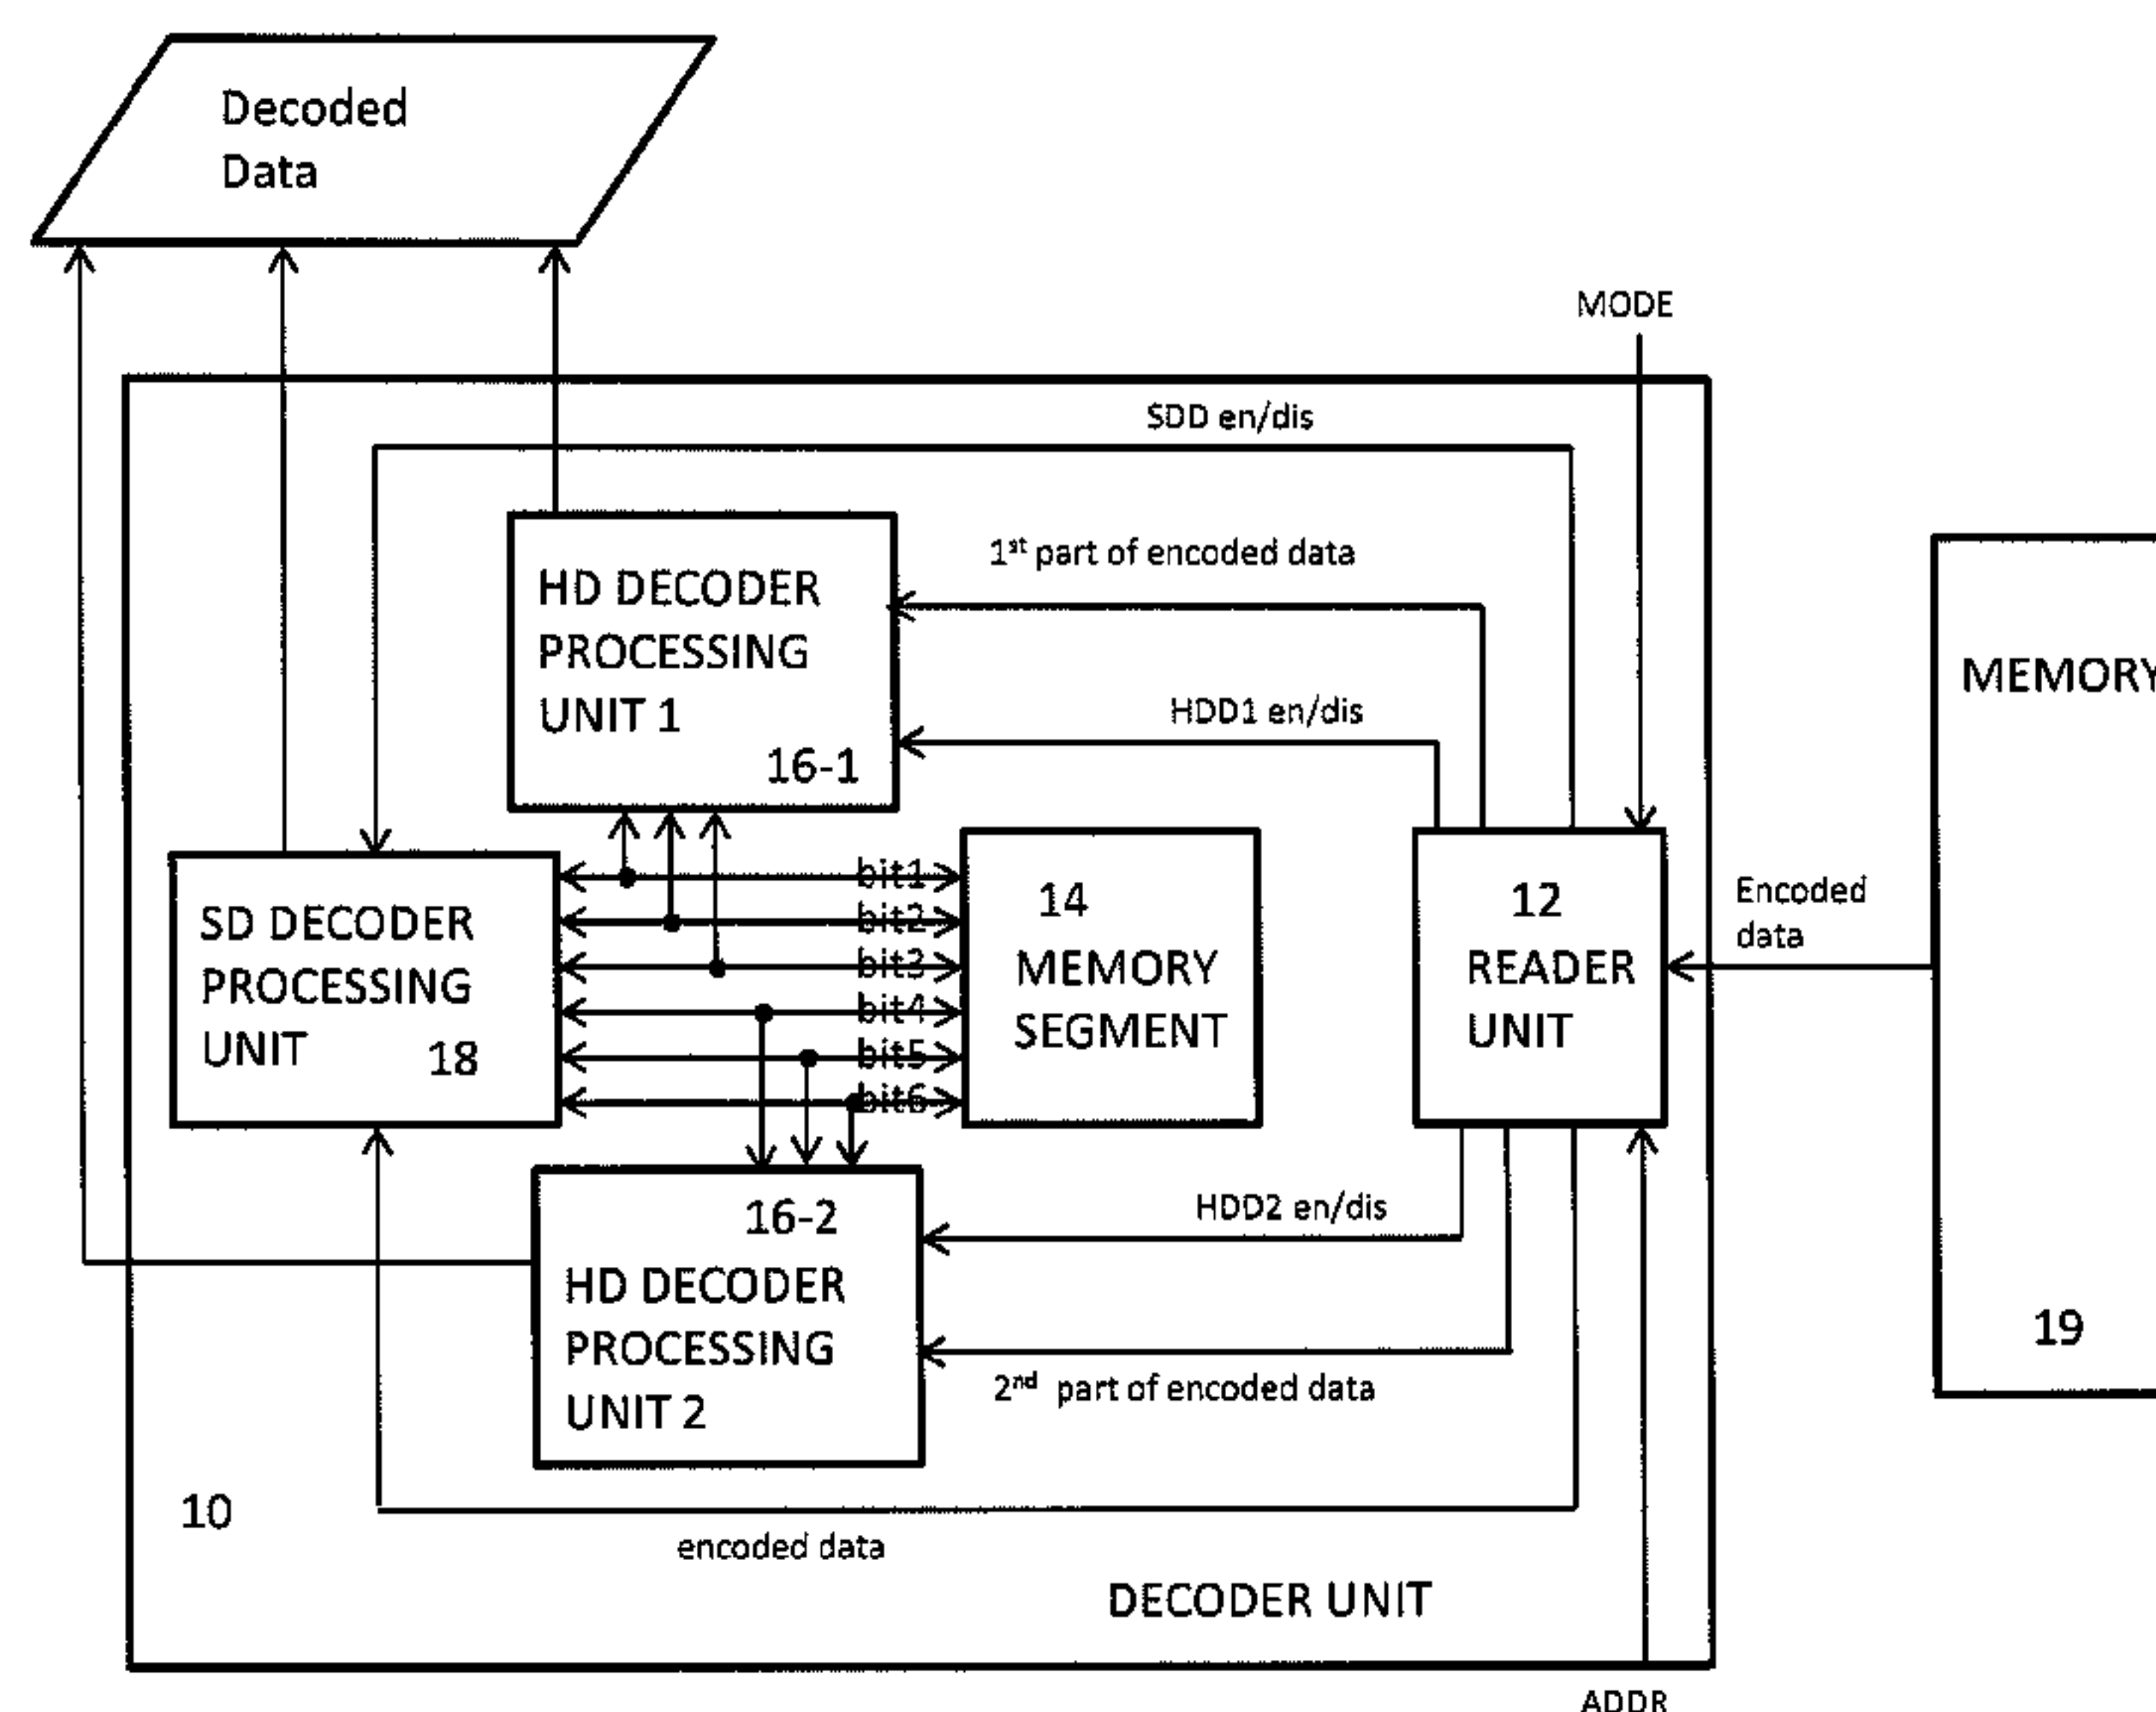 Decoded
Data
MODE
SDD en/dis
1st part of encoded data
HD DECODER
PROCESSING
UNIT 1
16-1
HDD1 en/dis
MEMORY
bit1
bit2
bit3
bit4
bit5
bit6
14
MEMORY
SEGMENT
12
READER
UNIT
Encoded
data
SD DECODER
PROCESSING
UNIT 18
16-2
HD DECODER
PROCESSING
UNIT 2
HDD2 en/dis
2nd part of encoded data
19
10
encoded data
DECODER UNIT
ADDR